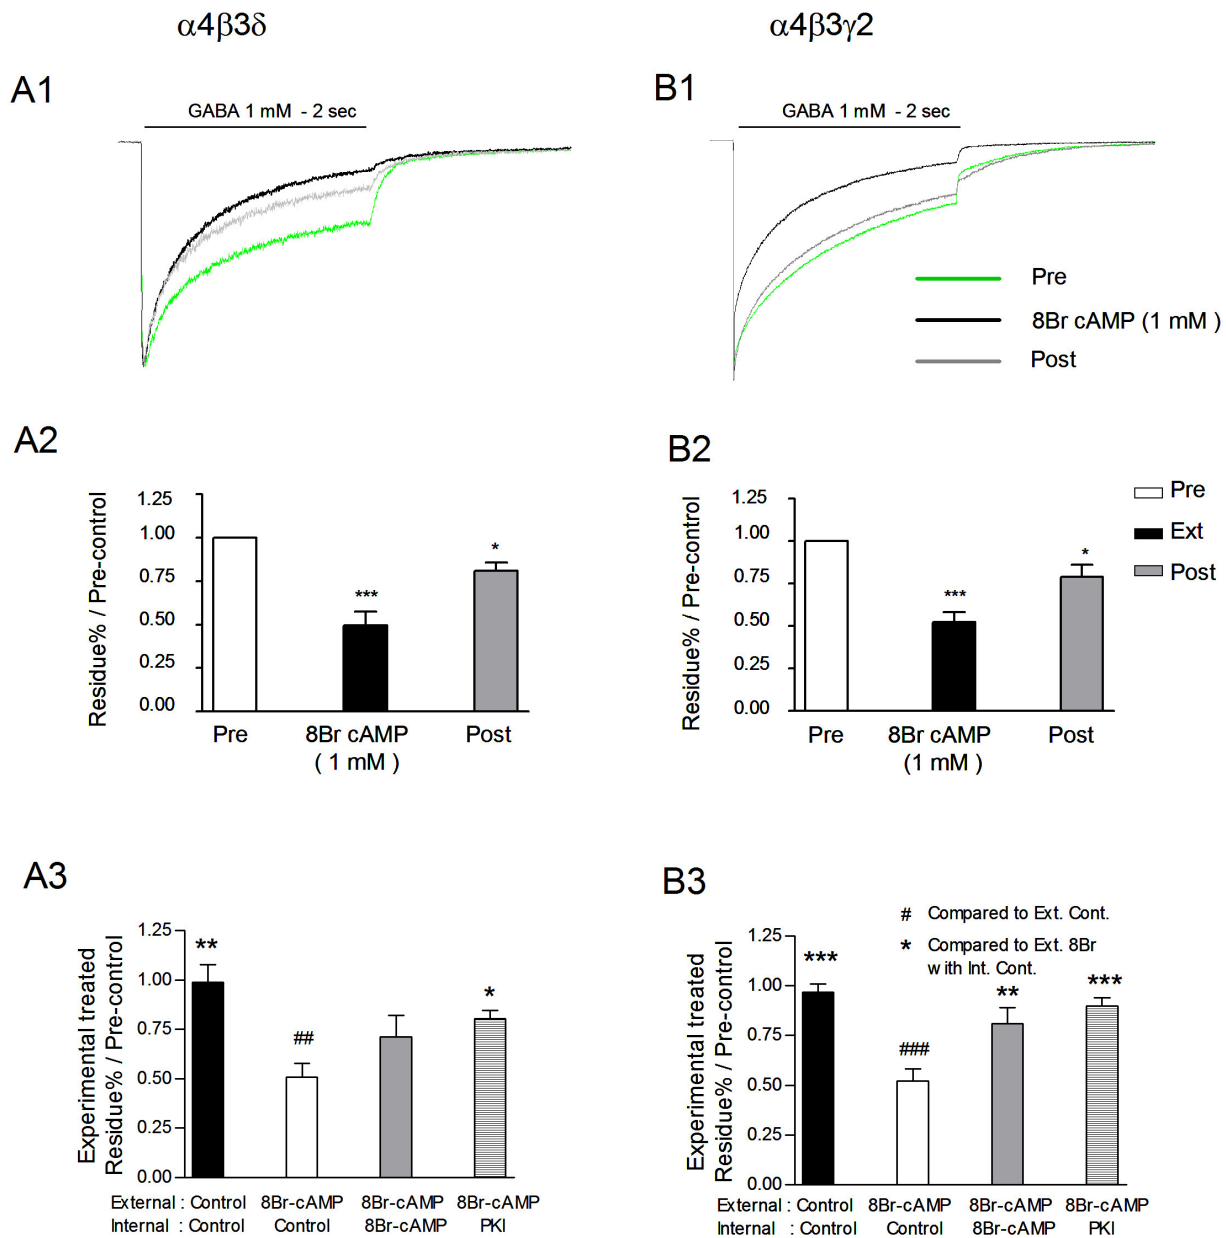 α4β3δ
α4β3γ2
A1
GABA 1 mM - 2 sec
B1
GABA 1 mM - 2 sec
Pre
8Br cAMP (1 mM )
Post
A2
Residue% / Pre-control
1.25
1.00
0.75
0.50
0.25
0.00
***
*
Pre
8Br cAMP
( 1 mM )
Post
B2
Residue% / Pre-control
1.25
1.00
0.75
0.50
0.25
0.00
***
*
Pre
8Br cAMP
(1 mM )
Post
Pre
Ext
Post
A3
Experimental treated
Residue% / Pre-control
1.25
1.00
0.75
0.50
0.25
0.00
**
##
*
External : Control 8Br-cAMP 8Br-cAMP 8Br-cAMP
Internal : Control Control 8Br-cAMP PKI
B3
# Compared to Ext. Cont.
* Compared to Ext. 8Br
with Int. Cont.
Experimental treated
Residue% / Pre-control
1.25
1.00
0.75
0.50
0.25
0.00
***
###
**
***
External : Control 8Br-cAMP 8Br-cAMP 8Br-cAMP
Internal : Control Control 8Br-cAMP PKI